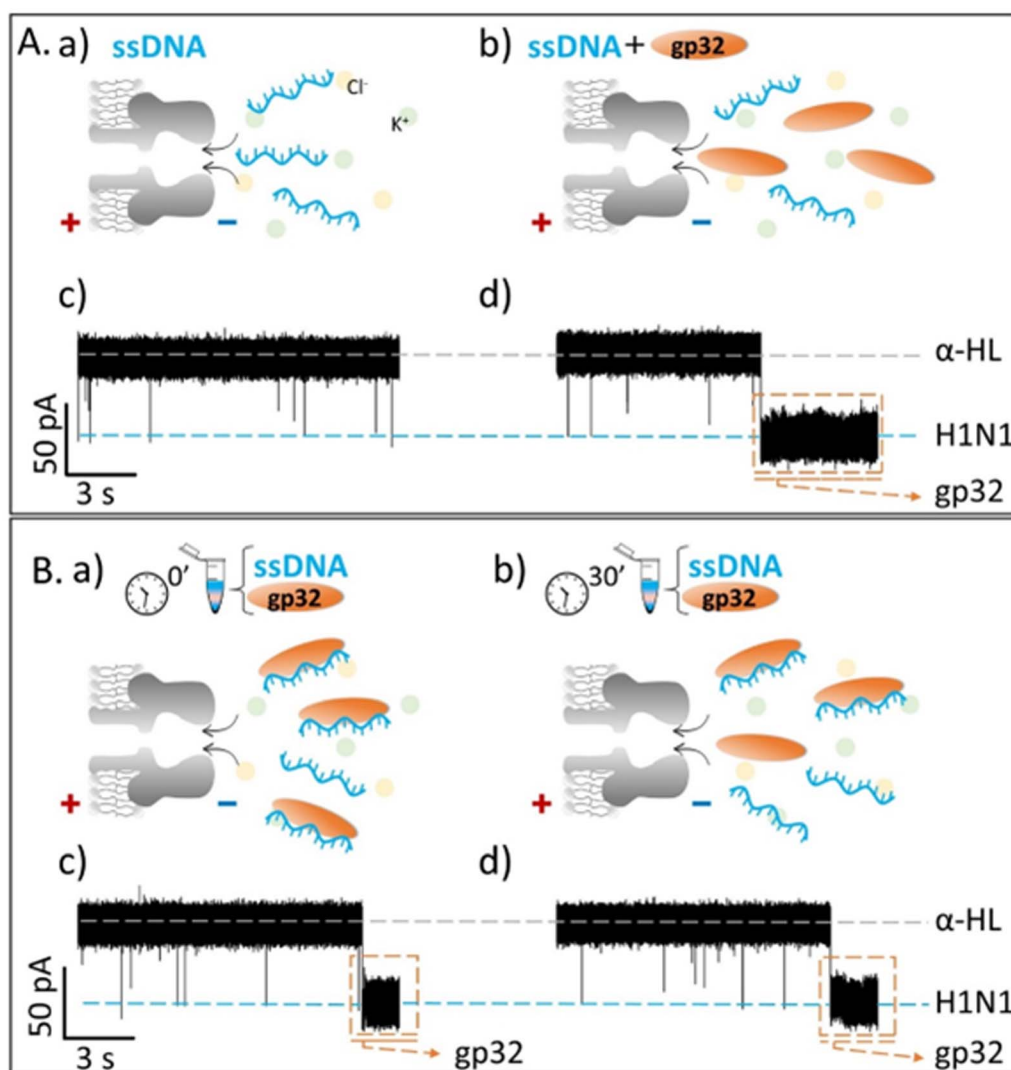 A. a) ssDNA
b) ssDNA + gp32
Cl-
K+
+ -
+ -
c)
d)
α-HL
50 pA
H1N1
3 s
gp32
B. a) 0' ssDNA
gp32
b) 30' ssDNA
gp32
+ -
+ -
c)
d)
α-HL
50 pA
H1N1
3 s
gp32
gp32